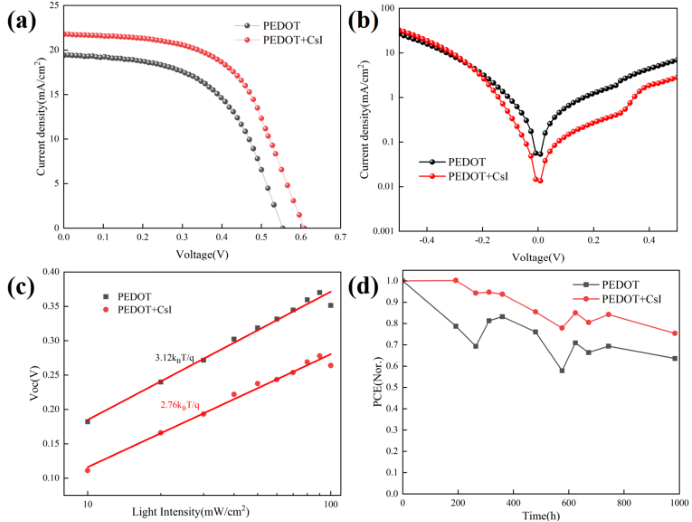 (a)
PEDOT
PEDOT+CsI
Current density(mA/cm²)
25
20
15
10
5
0
0.0 0.1 0.2 0.3 0.4 0.5 0.6 0.7
Voltage(V)
(b)
PEDOT
PEDOT+CsI
Current density(mA/cm²)
100
10
1
0.1
0.01
0.001
-0.4 -0.2 0.0 0.2 0.4
Voltage(V)
(c)
PEDOT
PEDOT+CsI
3.12k_BT/q
2.76k_BT/q
Voc(V)
0.40
0.35
0.30
0.25
0.20
0.15
0.10
10 100
Light Intensity(mW/cm²)
(d)
PEDOT
PEDOT+CsI
PCE(Nor.)
1.0
0.9
0.8
0.7
0.6
0.5
0.4
0.3
0.2
0.1
0.0
0 200 400 600 800 1000
Time(h)